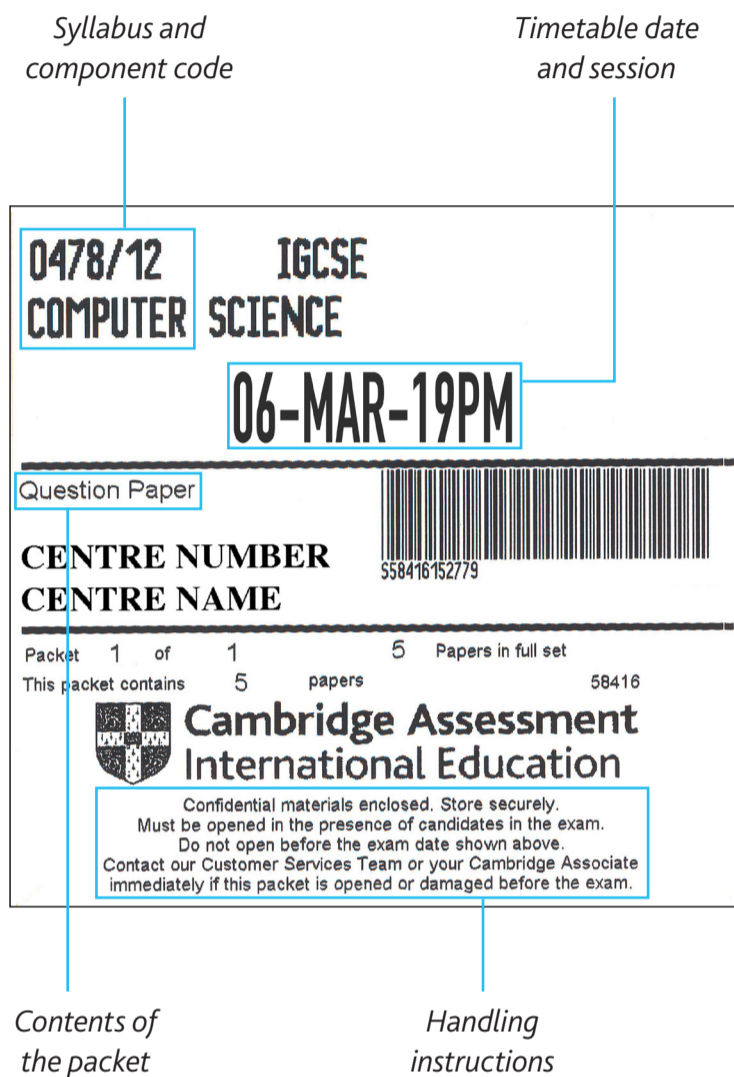 Syllabus and
component code
Timetable date
and session
0478/12 IGCSE
COMPUTER SCIENCE
06-MAR-19PM
Question Paper
S58416152779
CENTRE NUMBER
CENTRE NAME
Packet 1 of 1 5 Papers in full set
This packet contains 5 papers 58416
Cambridge Assessment
International Education
Confidential materials enclosed. Store securely.
Must be opened in the presence of candidates in the exam.
Do not open before the exam date shown above.
Contact our Customer Services Team or your Cambridge Associate
immediately if this packet is opened or damaged before the exam.
Contents of
the packet
Handling
instructions